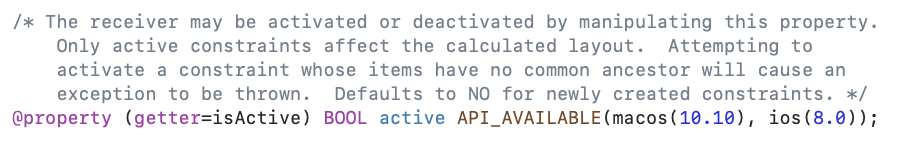 /* The receiver may be activated or deactivated by manipulating this property.
Only active constraints affect the calculated layout.  Attempting to
activate a constraint whose items have no common ancestor will cause an
exception to be thrown.  Defaults to NO for newly created constraints. */
@property (getter=isActive) BOOL active API_AVAILABLE(macos(10.10), ios(8.0));